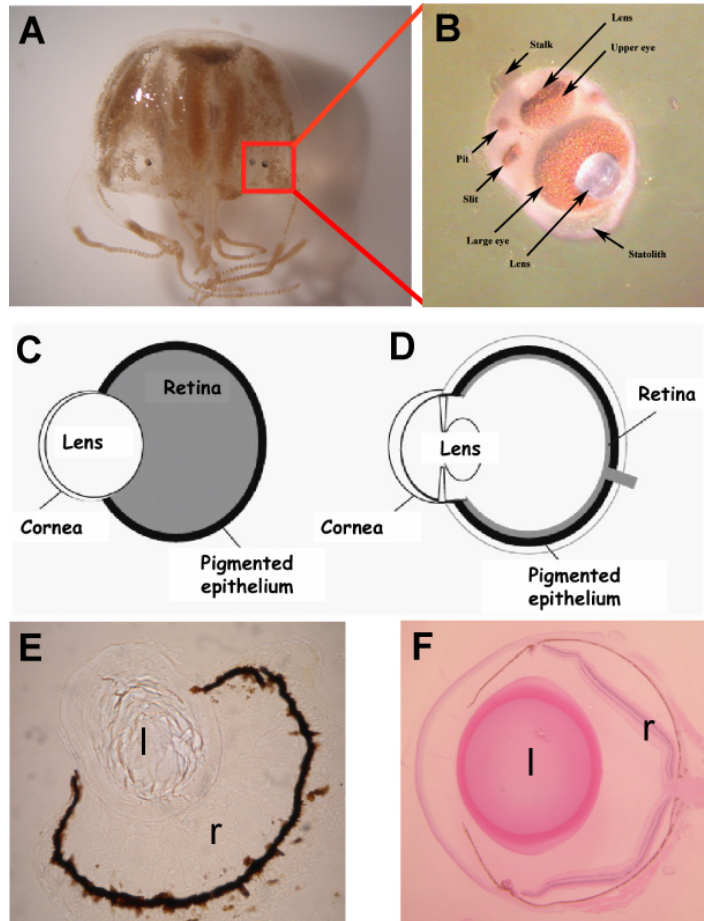 A
B
Lens
Stalk
Upper eye
Pit
Slit
Large eye
Lens
Statolith
C
D
Retina
Retina
Lens
Lens
Cornea
Cornea
Pigmented
epithelium
Pigmented
epithelium
E
F
l
r
l
r